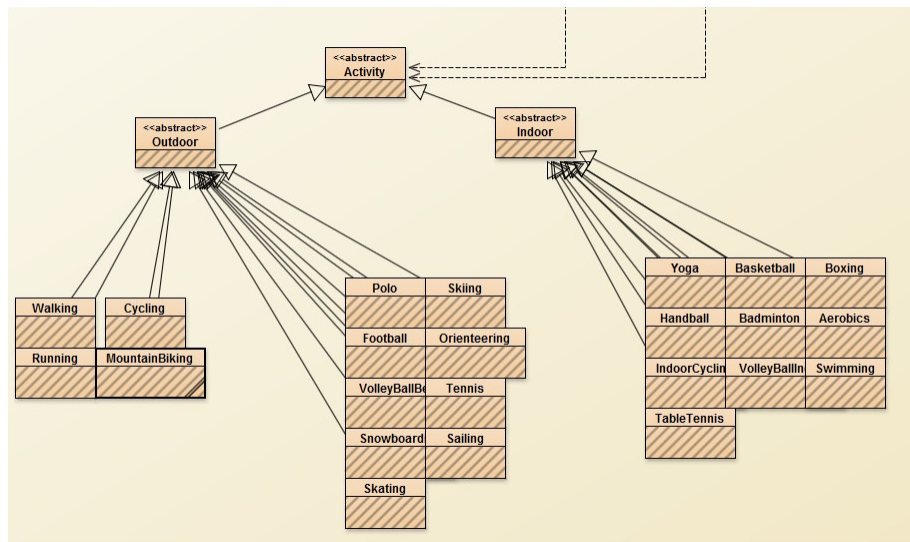 <<abstract>>
Activity
<<abstract>>
Outdoor
<<abstract>>
Indoor
Walking
Cycling
Running
MountainBiking
Polo
Skiing
Football
Orienteering
VolleyBallBe
Tennis
Snowboard
Sailing
Skating
Yoga
Basketball
Boxing
Handball
Badminton
Aerobics
IndoorCyclin
VolleyBallIn
Swimming
TableTennis